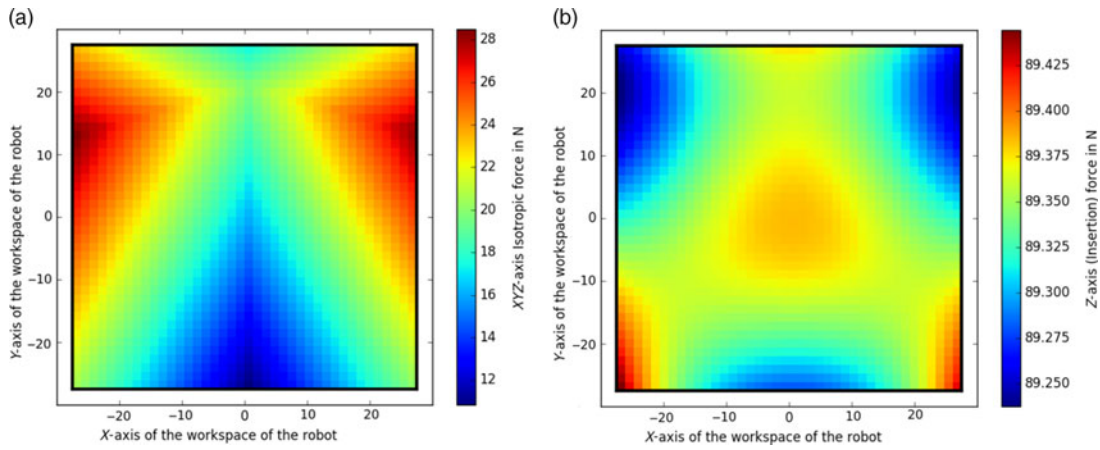 (a)
28
26
24
22
20
18
16
14
12
XYZ-axis Isotropic force in N
20
10
0
−10
−20
Y-axis of the workspace of the robot
−20 −10 0 10 20
X-axis of the workspace of the robot
(b)
89.425
89.400
89.375
89.350
89.325
89.300
89.275
89.250
Z-axis (Insertion) force in N
20
10
0
−10
−20
Y-axis of the workspace of the robot
−20 −10 0 10 20
X-axis of the workspace of the robot